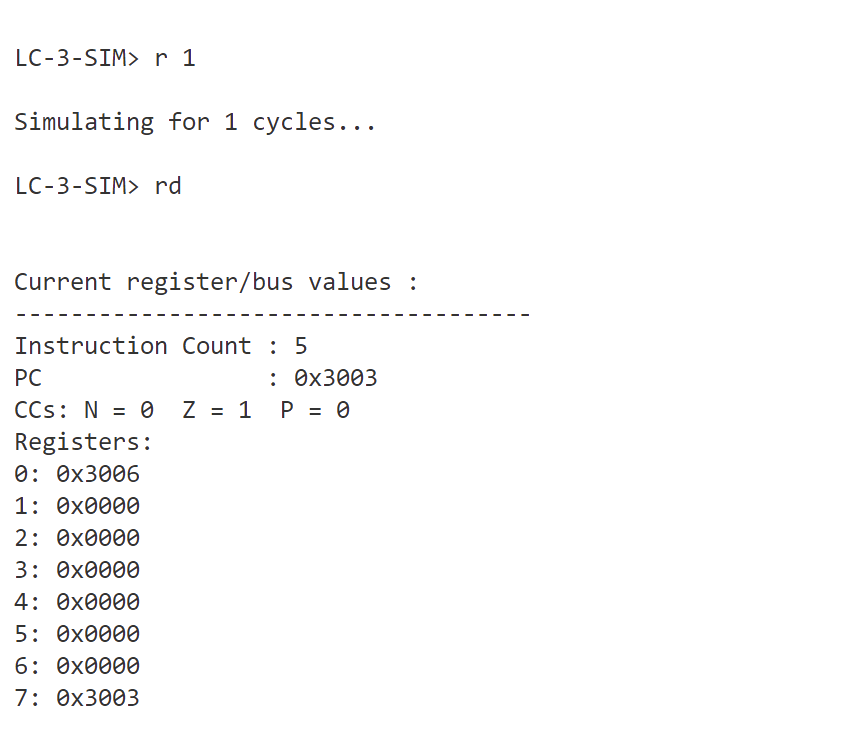 LC-3-SIM> r 1
Simulating for 1 cycles...
LC-3-SIM> rd
Current register/bus values :
-------------------------------------
Instruction Count : 5
PC                : 0x3003
CCs: N = 0  Z = 1  P = 0
Registers:
0: 0x3006
1: 0x0000
2: 0x0000
3: 0x0000
4: 0x0000
5: 0x0000
6: 0x0000
7: 0x3003